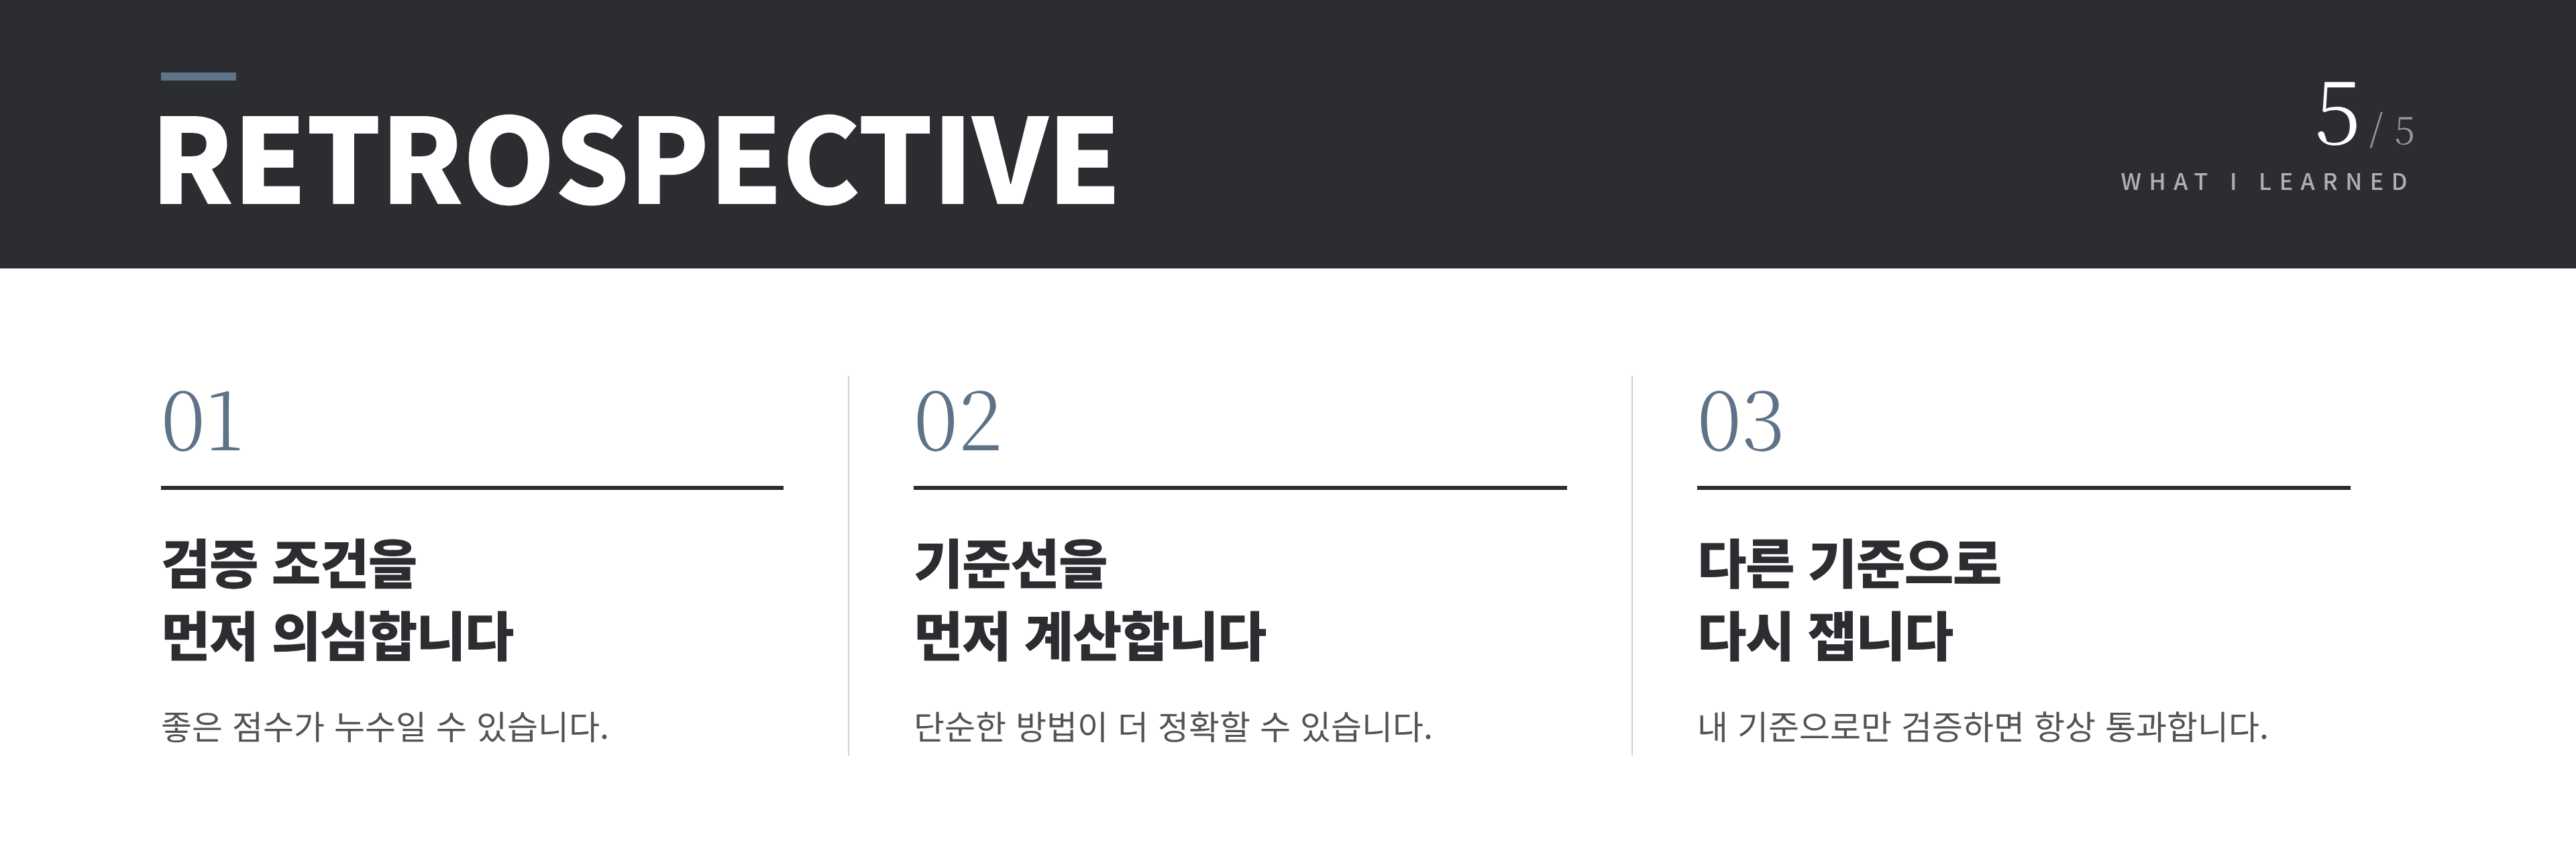 RETROSPECTIVE
5 / 5
WHAT I LEARNED
01
검증 조건을
먼저 의심합니다
좋은 점수가 누수일 수 있습니다.
02
기준선을
먼저 계산합니다
단순한 방법이 더 정확할 수 있습니다.
03
다른 기준으로
다시 잽니다
내 기준으로만 검증하면 항상 통과합니다.